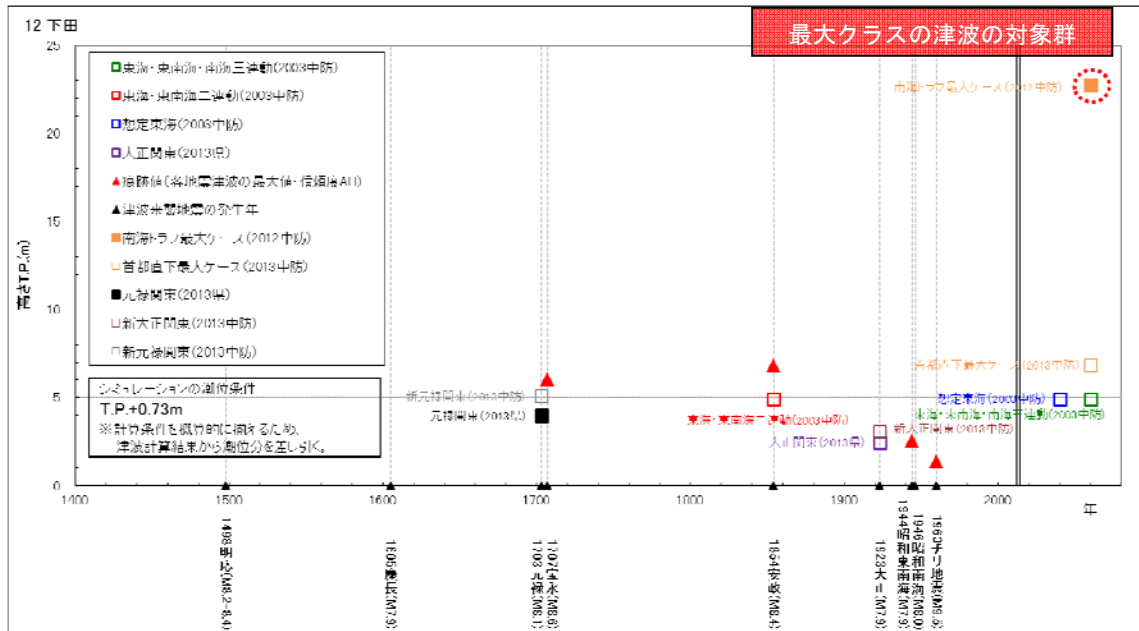 12 下田
最大クラスの津波の対象群
25
20
15
10
5
0
高さT.P.(m)
東海・東南海・南海三連動(2003中防)
東海・東南海二連動(2003中防)
想定東海(2003中防)
大正関東(2013県)
痕跡値(各地震津波の最大値・信頼度AB)
津波来襲地震の発生年
南海トラフ最大ケース(2012中防)
首都直下最大ケース(2013中防)
元禄関東(2013県)
新大正関東(2013中防)
新元禄関東(2013中防)
シミュレーションの潮位条件
T.P.+0.73m
※計算条件を概算的に揃えるため、
津波計算結果から潮位分を差し引く。
南海トラフ最大ケース(2012中防)
首都直下最大ケース(2013中防)
新元禄関東(2013中防)
元禄関東(2013県)
想定東海(2003中防)
東海・東南海・南海三連動(2003中防)
東海・東南海二連動(2003中防)
新大正関東(2013中防)
大正関東(2013県)
1400
1500
1600
1700
1800
1900
2000
年
1498明応(M8.2-8.4)
1605慶長(M7.9)
1703元禄(M8.1)
1707宝永(M8.6)
1854安政(M8.4)
1923大正(M7.9)
1944昭和東南海(M7.9)
1946昭和南海(M8.0)
1960チリ地震(M9.5)